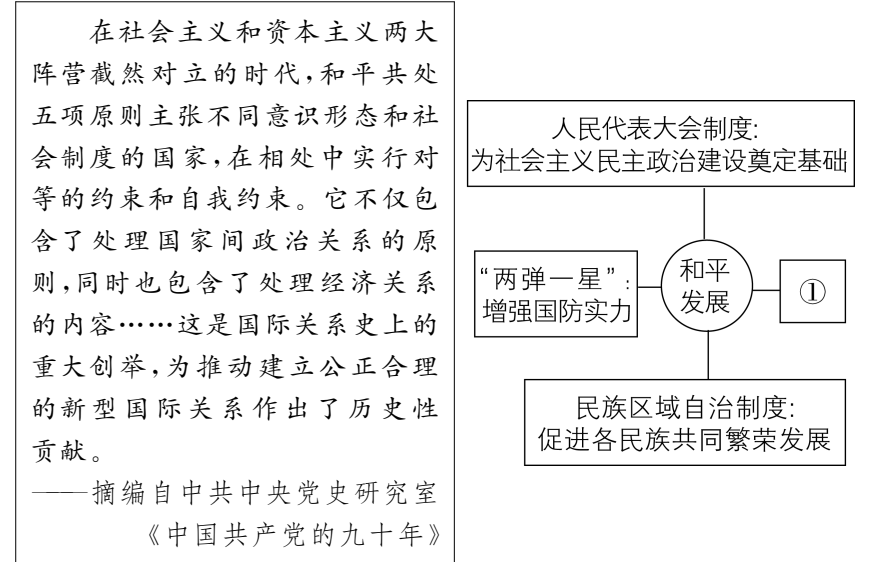 在社会主义和资本主义两大
阵营截然对立的时代,和平共处
五项原则主张不同意识形态和社
会制度的国家,在相处中实行对
等的约束和自我约束。它不仅包
含了处理国家间政治关系的原
则,同时也包含了处理经济关系
的内容……这是国际关系史上的
重大创举,为推动建立公正合理
的新型国际关系作出了历史性
贡献。
——摘编自中共中央党史研究室
《中国共产党的九十年》
人民代表大会制度:
为社会主义民主政治建设奠定基础
“两弹一星”:
增强国防实力
和平
发展
①
民族区域自治制度:
促进各民族共同繁荣发展